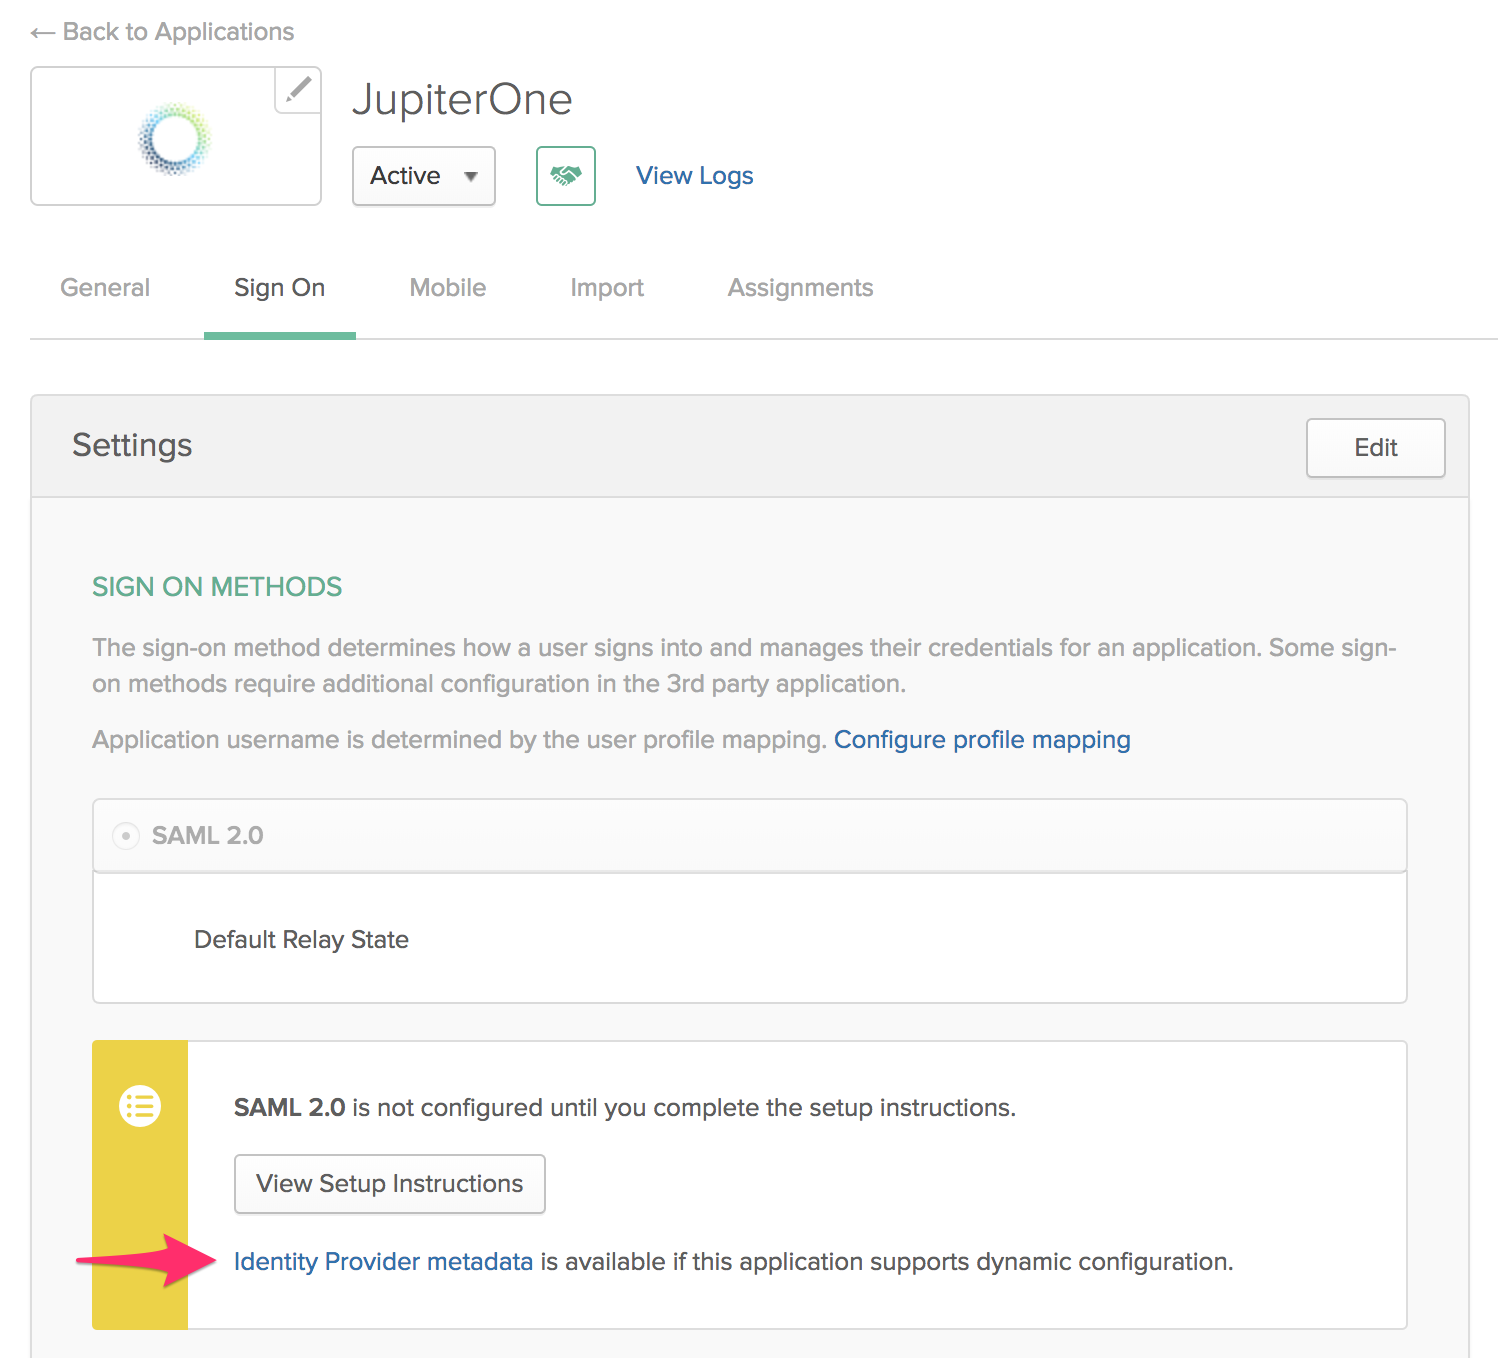 ← Back to Applications
JupiterOne
Active
View Logs
General
Sign On
Mobile
Import
Assignments
Settings
Edit
SIGN ON METHODS
The sign-on method determines how a user signs into and manages their credentials for an application. Some sign-
on methods require additional configuration in the 3rd party application.
Application username is determined by the user profile mapping. Configure profile mapping
SAML 2.0
Default Relay State
SAML 2.0 is not configured until you complete the setup instructions.
View Setup Instructions
Identity Provider metadata is available if this application supports dynamic configuration.